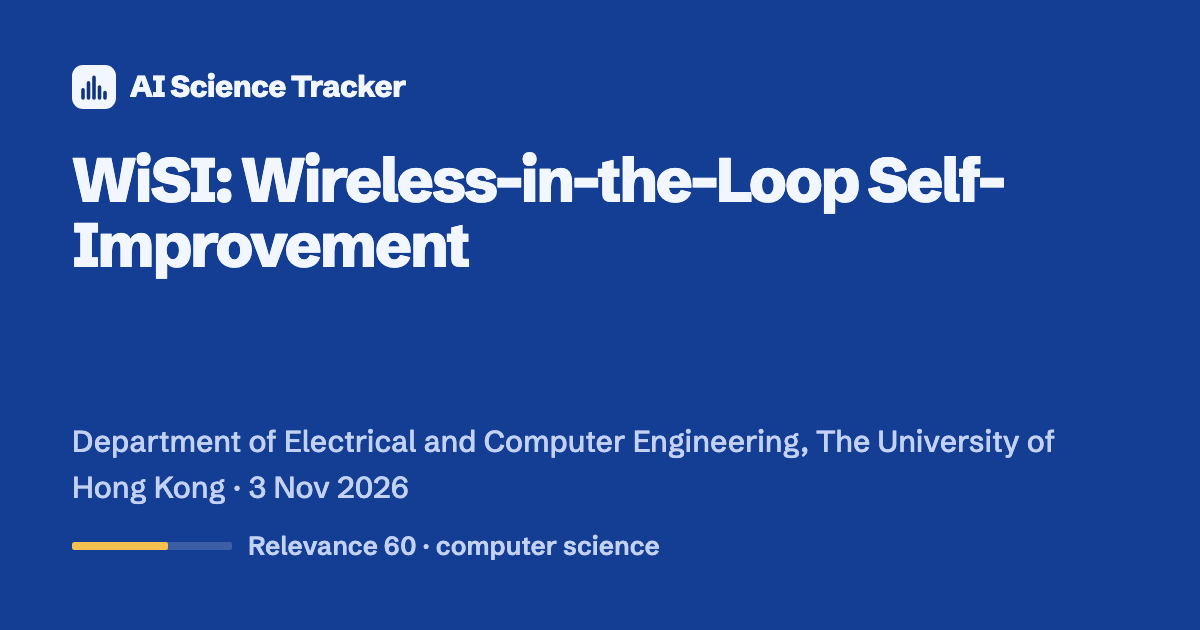 AI Science Tracker
WiSI: Wireless-in-the-Loop Self-
Improvement
Department of Electrical and Computer Engineering, The University of
Hong Kong · 3 Nov 2026
Relevance 60 · computer science